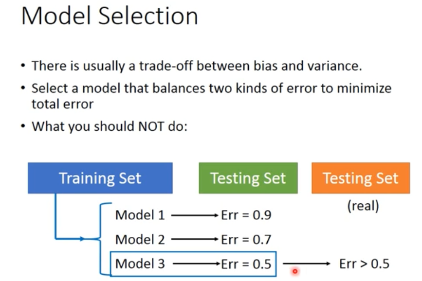 Model Selection
• There is usually a trade-off between bias and variance.
• Select a model that balances two kinds of error to minimize
total error
• What you should NOT do:
Training Set Testing Set Testing Set
(real)
Model 1 Err = 0.9
Model 2 Err = 0.7
Model 3 Err = 0.5 Err > 0.5